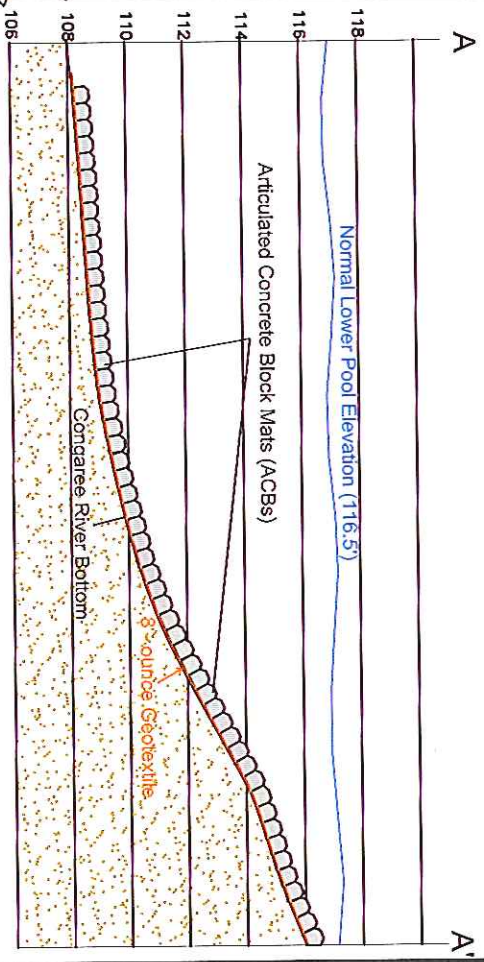 A
A'
118
116
114
112
110
108
106
Normal Lower Pool Elevation (116.5')
Articulated Concrete Block Mats (ACBs)
Congaree River Bottom
8 - ounce Geotextile